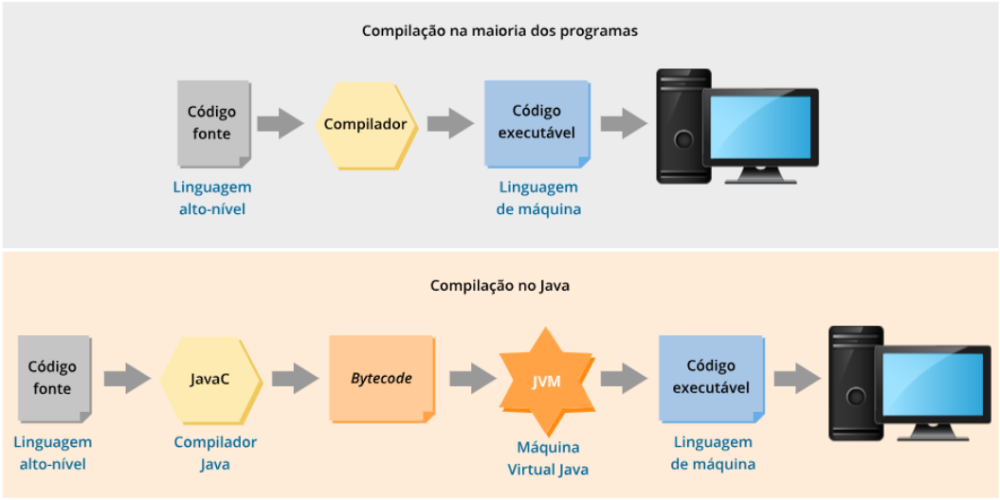 Compilação na maioria dos programas
Código
fonte
Compilador
Código
executável
Linguagem
alto-nível
Linguagem
de máquina
Compilação no Java
Código
fonte
JavaC
Bytecode
JVM
Código
executável
Linguagem
alto-nível
Compilador
Java
Máquina
Virtual Java
Linguagem
de máquina